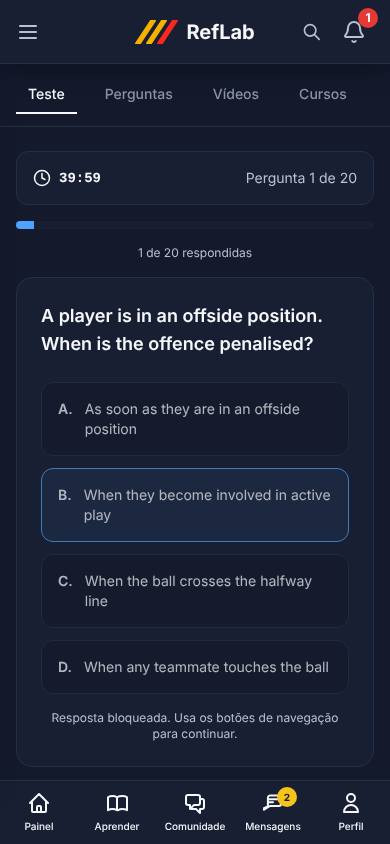 RefLab
1
Teste
Perguntas
Vídeos
Cursos
39:59
Pergunta 1 de 20
1 de 20 respondidas
A player is in an offside position.
When is the offence penalised?
A. As soon as they are in an offside
position
B. When they become involved in active
play
C. When the ball crosses the halfway
line
D. When any teammate touches the ball
Resposta bloqueada. Usa os botões de navegação
para continuar.
2
Painel
Aprender
Comunidade
Mensagens
Perfil